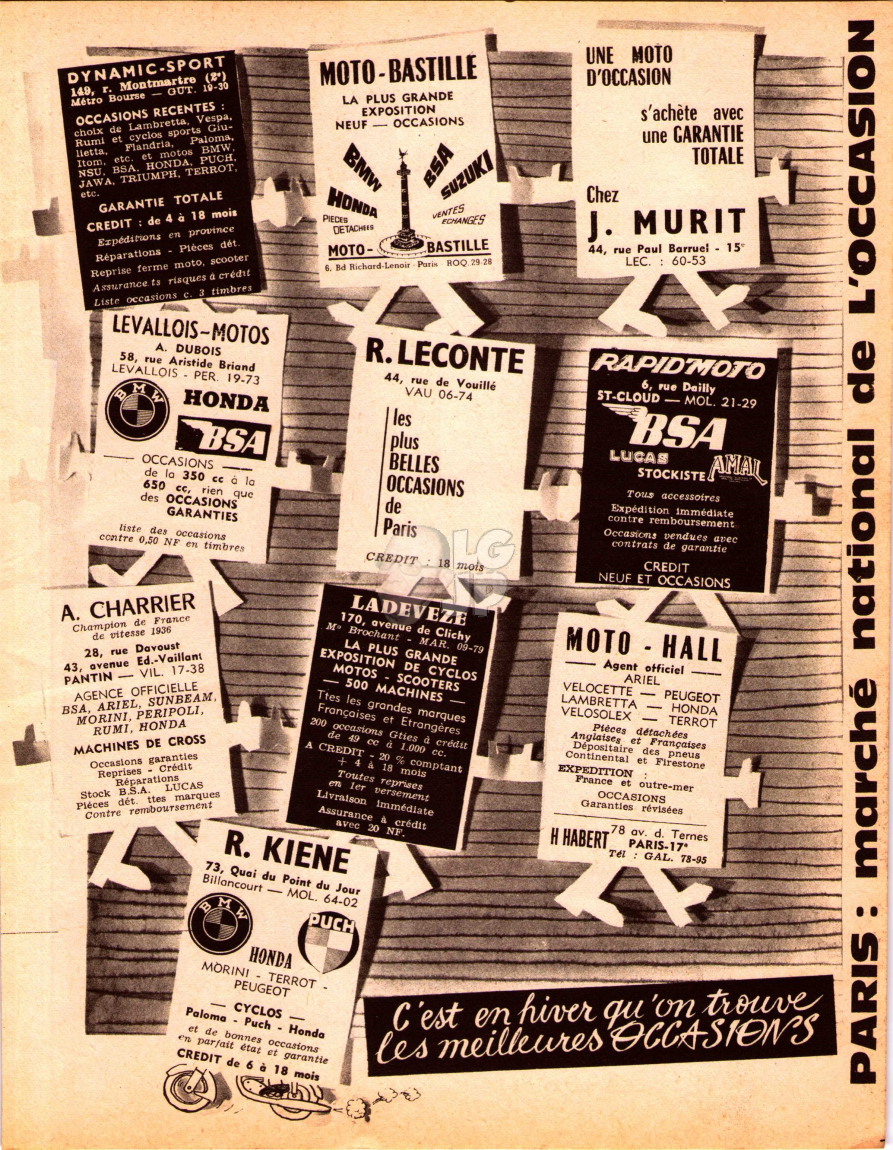 DYNAMIC-SPORT
149, r. Montmartre (2e)
Métro Bourse — GUT. 19-30
OCCASIONS RECENTES :
choix de Lambretta, Vespa,
Rumi et cyclos sports Giu-
lietta, Flandria, Paloma,
Itom, etc. et motos BMW,
NSU, BSA, HONDA, PUCH,
JAWA, TRIUMPH, TERROT,
etc.
GARANTIE TOTALE
CREDIT : de 4 à 18 mois
Expéditions en province
Réparations - Pièces dét.
Reprise ferme moto, scooter
Assurance ts risques à crédit
Liste occasions c. 3 timbres
MOTO-BASTILLE
LA PLUS GRANDE
EXPOSITION
NEUF — OCCASIONS
BMW
BSA
HONDA
SUZUKI
PIECES
DETACHEES
VENTES
ECHANGES
MOTO- BASTILLE
6, Bd Richard-Lenoir - Paris ROQ. 29-28
UNE MOTO
D'OCCASION
s'achète avec
une GARANTIE
TOTALE
Chez
J. MURIT
44, rue Paul Barruel - 15e
LEC. : 60-53
LEVALLOIS-MOTOS
A. DUBOIS
58, rue Aristide Briand
LEVALLOIS - PER. 19-73
BMW
HONDA
BSA
— OCCASIONS —
de la 350 cc à la
650 cc, rien que
des OCCASIONS
GARANTIES
liste des occasions
contre 0,50 NF en timbres
R. LECONTE
44, rue de Vouillé
VAU 06-74
les
plus
BELLES
OCCASIONS
de
Paris
CREDIT : 18 mois
RAPID'MOTO
6, rue Dailly
ST-CLOUD — MOL. 21-29
BSA
LUCAS
STOCKISTE AMAL
Tous accessoires
Expédition immédiate
contre remboursement
Occasions vendues avec
contrats de garantie
CREDIT
NEUF ET OCCASIONS
A. CHARRIER
Champion de France
de vitesse 1936
28, rue Davoust
43, avenue Ed.-Vaillant
PANTIN — VIL. 17-38
AGENCE OFFICIELLE
BSA, ARIEL, SUNBEAM,
MORINI, PERIPOLI,
RUMI, HONDA
MACHINES DE CROSS
Occasions garanties
Reprises - Crédit
Réparations
Stock B.S.A. LUCAS
Pièces dét. ttes marques
Contre remboursement
LADEVEZE
170, avenue de Clichy
Mo Brochant - MAR. 09-79
LA PLUS GRANDE
EXPOSITION DE CYCLOS
MOTOS - SCOOTERS
— 500 MACHINES —
Ttes les grandes marques
Françaises et Etrangères
200 occasions Gties à crédit
de 49 cc à 1.000 cc.
A CREDIT - 20 % comptant
+ 4 à 18 mois
Toutes reprises
en 1er versement
Livraison immédiate
Assurance à crédit
avec 20 NF.
MOTO - HALL
— Agent officiel —
ARIEL
VELOCETTE — PEUGEOT
LAMBRETTA — HONDA
VELOSOLEX — TERROT
Pièces détachées
Anglaises et Françaises
Dépositaire des pneus
Continental et Firestone
EXPEDITION :
France et outre-mer
OCCASIONS
Garanties révisées
H HABERT 78 av. d. Ternes
PARIS-17e
Tél : GAL. 78-95
R. KIENE
73, Quai du Point du Jour
Billancourt — MOL. 64-02
BMW
PUCH
HONDA
MORINI - TERROT -
PEUGEOT
— CYCLOS —
Paloma - Puch - Honda
et de bonnes occasions
en parfait état et garantie
CREDIT de 6 à 18 mois
C'est en hiver qu'on trouve
les meilleures OCCASIONS
PARIS : marché national de L'OCCASION